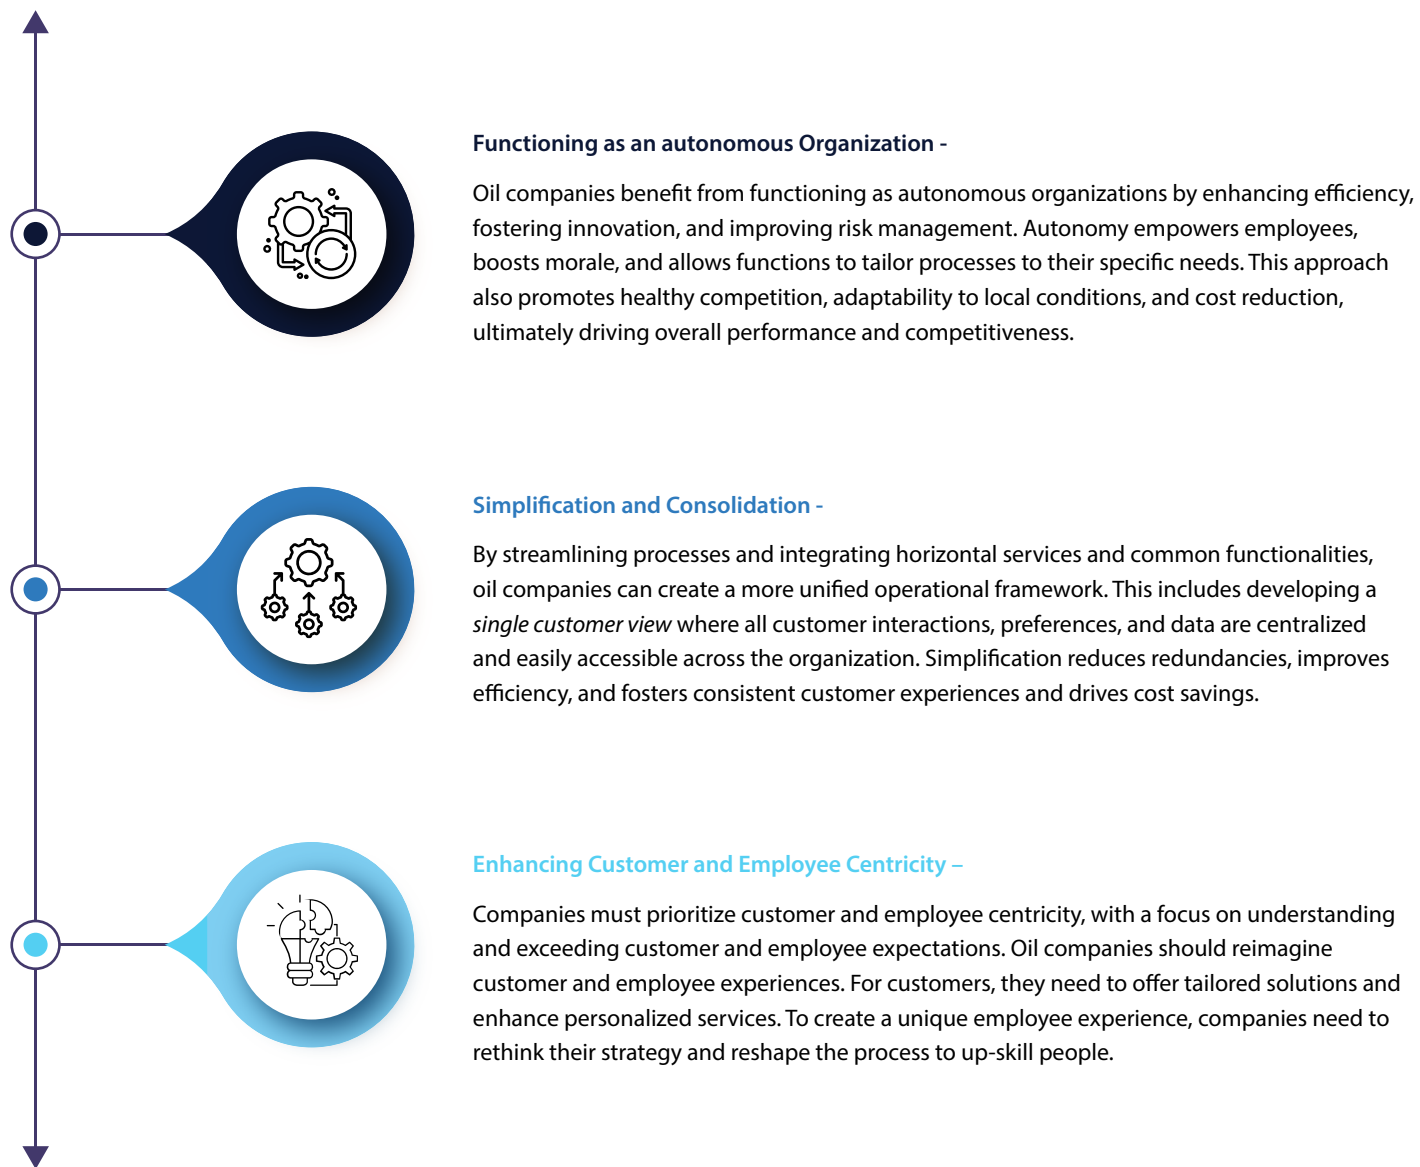 Functioning as an autonomous Organization -
Oil companies benefit from functioning as autonomous organizations by enhancing efficiency,
fostering innovation, and improving risk management. Autonomy empowers employees,
boosts morale, and allows functions to tailor processes to their specific needs. This approach
also promotes healthy competition, adaptability to local conditions, and cost reduction,
ultimately driving overall performance and competitiveness.
Simplification and Consolidation -
By streamlining processes and integrating horizontal services and common functionalities,
oil companies can create a more unified operational framework. This includes developing a
single customer view where all customer interactions, preferences, and data are centralized
and easily accessible across the organization. Simplification reduces redundancies, improves
efficiency, and fosters consistent customer experiences and drives cost savings.
Enhancing Customer and Employee Centricity –
Companies must prioritize customer and employee centricity, with a focus on understanding
and exceeding customer and employee expectations. Oil companies should reimagine
customer and employee experiences. For customers, they need to offer tailored solutions and
enhance personalized services. To create a unique employee experience, companies need to
rethink their strategy and reshape the process to up-skill people.